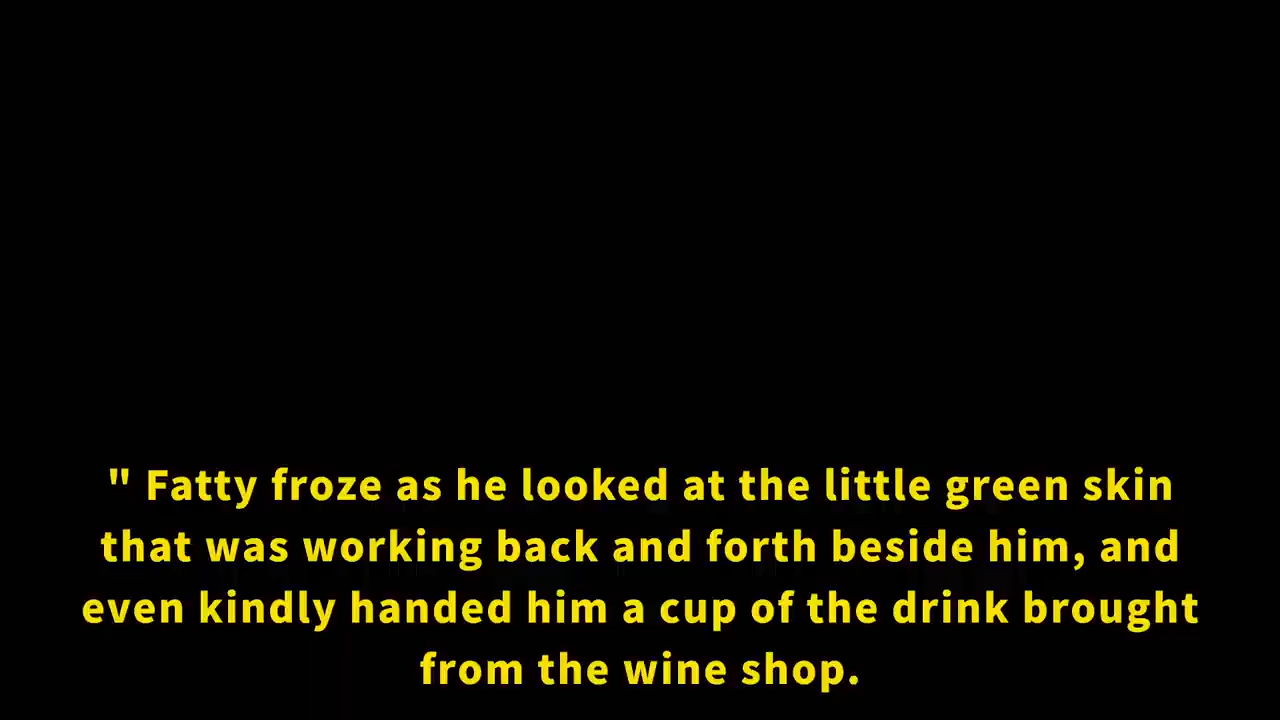 " Fatty froze as he looked at the little green skin
that was working back and forth beside him, and
even kindly handed him a cup of the drink brought
from the wine shop.